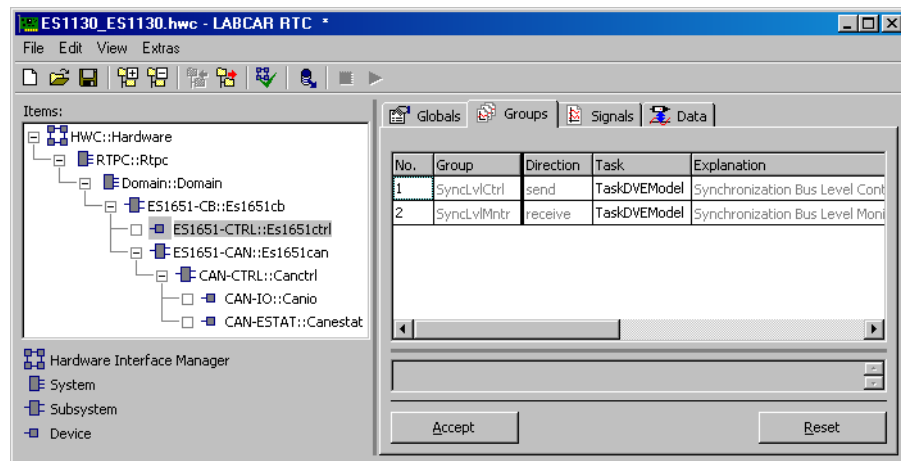 ES1130_ES1130.hwc - LABCAR RTC *
File Edit View Extras
Items:
HWC::Hardware
RTPC::Rtpc
Domain::Domain
ES1651-CB::Es1651cb
ES1651-CTRL::Es1651ctrl
ES1651-CAN::Es1651can
CAN-CTRL::Canctrl
CAN-IO::Canio
CAN-ESTAT::Canestat
Hardware Interface Manager
System
Subsystem
Device
Globals Groups Signals Data
No. Group Direction Task Explanation
1 SyncLvlCtrl send TaskDVEModel Synchronization Bus Level Cont
2 SyncLvlMntr receive TaskDVEModel Synchronization Bus Level Moni
Accept Reset